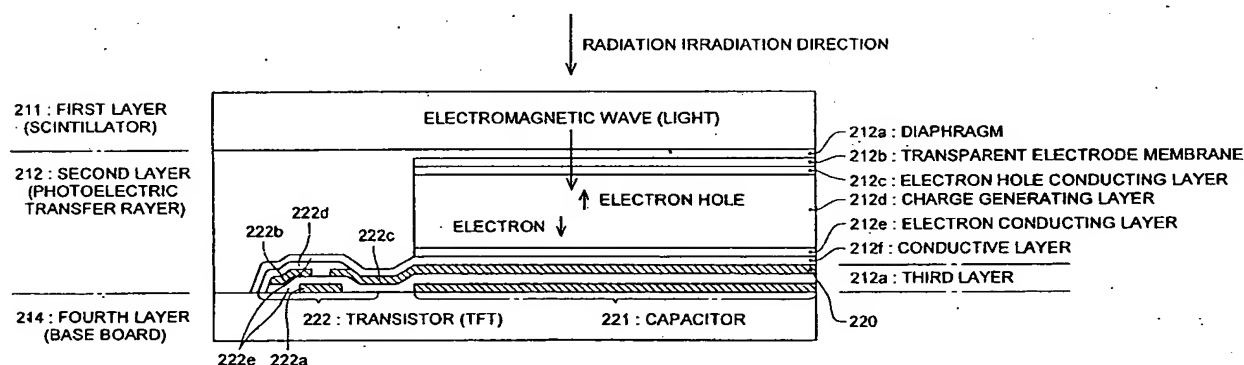 RADIATION IRRADIATION DIRECTION
211 : FIRST LAYER
(SCINTILLATOR)
ELECTROMAGNETIC WAVE (LIGHT)
212a : DIAPHRAGM
212b : TRANSPARENT ELECTRODE MEMBRANE
212 : SECOND LAYER
(PHOTOELECTRIC
TRANSFER RAYER)
212c : ELECTRON HOLE CONDUCTING LAYER
ELECTRON HOLE
212d : CHARGE GENERATING LAYER
222d
222b
222c
ELECTRON
212e : ELECTRON CONDUCTING LAYER
212f : CONDUCTIVE LAYER
212a : THIRD LAYER
214 : FOURTH LAYER
(BASE BOARD)
222 : TRANSISTOR (TFT)
221 : CAPACITOR
220
222e
222a